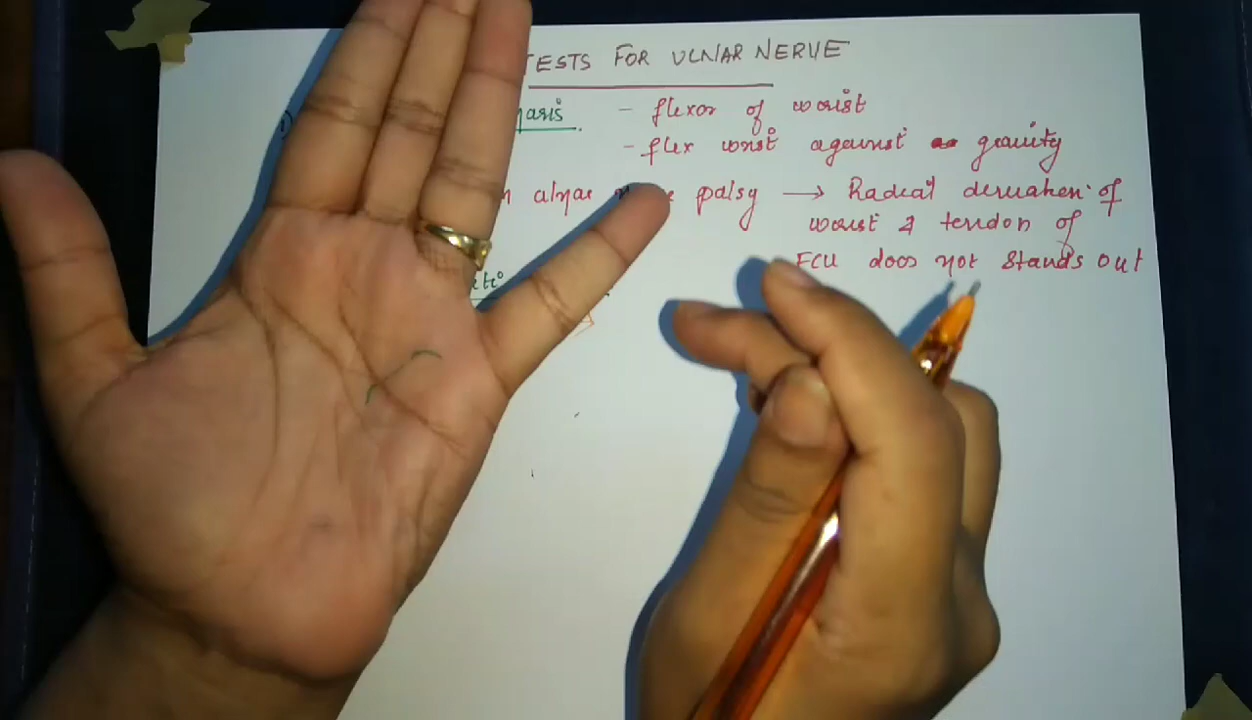 TESTS FOR ULNAR NERVE
- flexor of wrist
- flex wrist against gravity
palsy → Radial deviation of
wrist & tendon of
FCU does not stands out